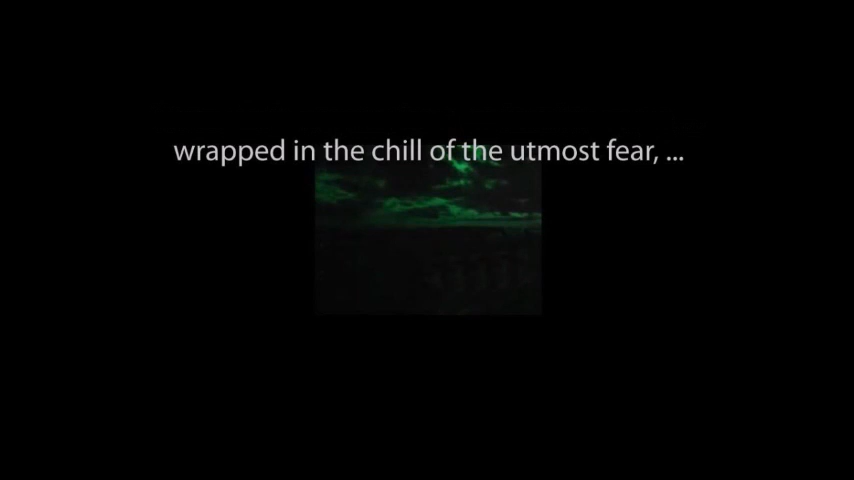 wrapped in the chill of the utmost fear, ...